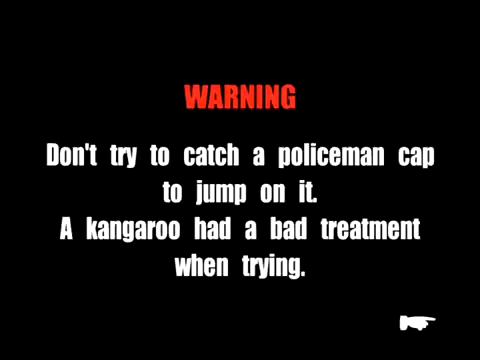 WARNING
Don't try to catch a policeman cap
to jump on it.
A kangaroo had a bad treatment
when trying.